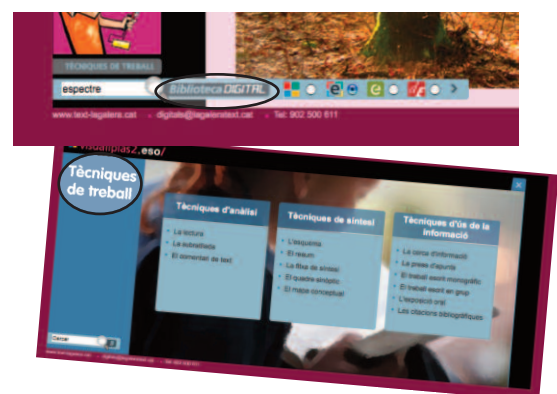 TÈCNIQUES DE TREBALL
espectre
Biblioteca DIGITAL
www.text-lagalera.cat
digitals@lagaleratext.cat
Tel: 902 500 611
.eso/
Tècniques
de treball
Tècniques d'anàlisi
La lectura
La subratllada
El comentari de text
Tècniques de síntesi
L'esquema
El resum
La fitxa de síntesi
El quadre sinòptic
El mapa conceptual
Tècniques d'ús de la
informació
La cerca d'informació
La presa d'apunts
El treball escrit monogràfic
El treball escrit en grup
L'exposició oral
Les citacions bibliogràfiques
Cercar